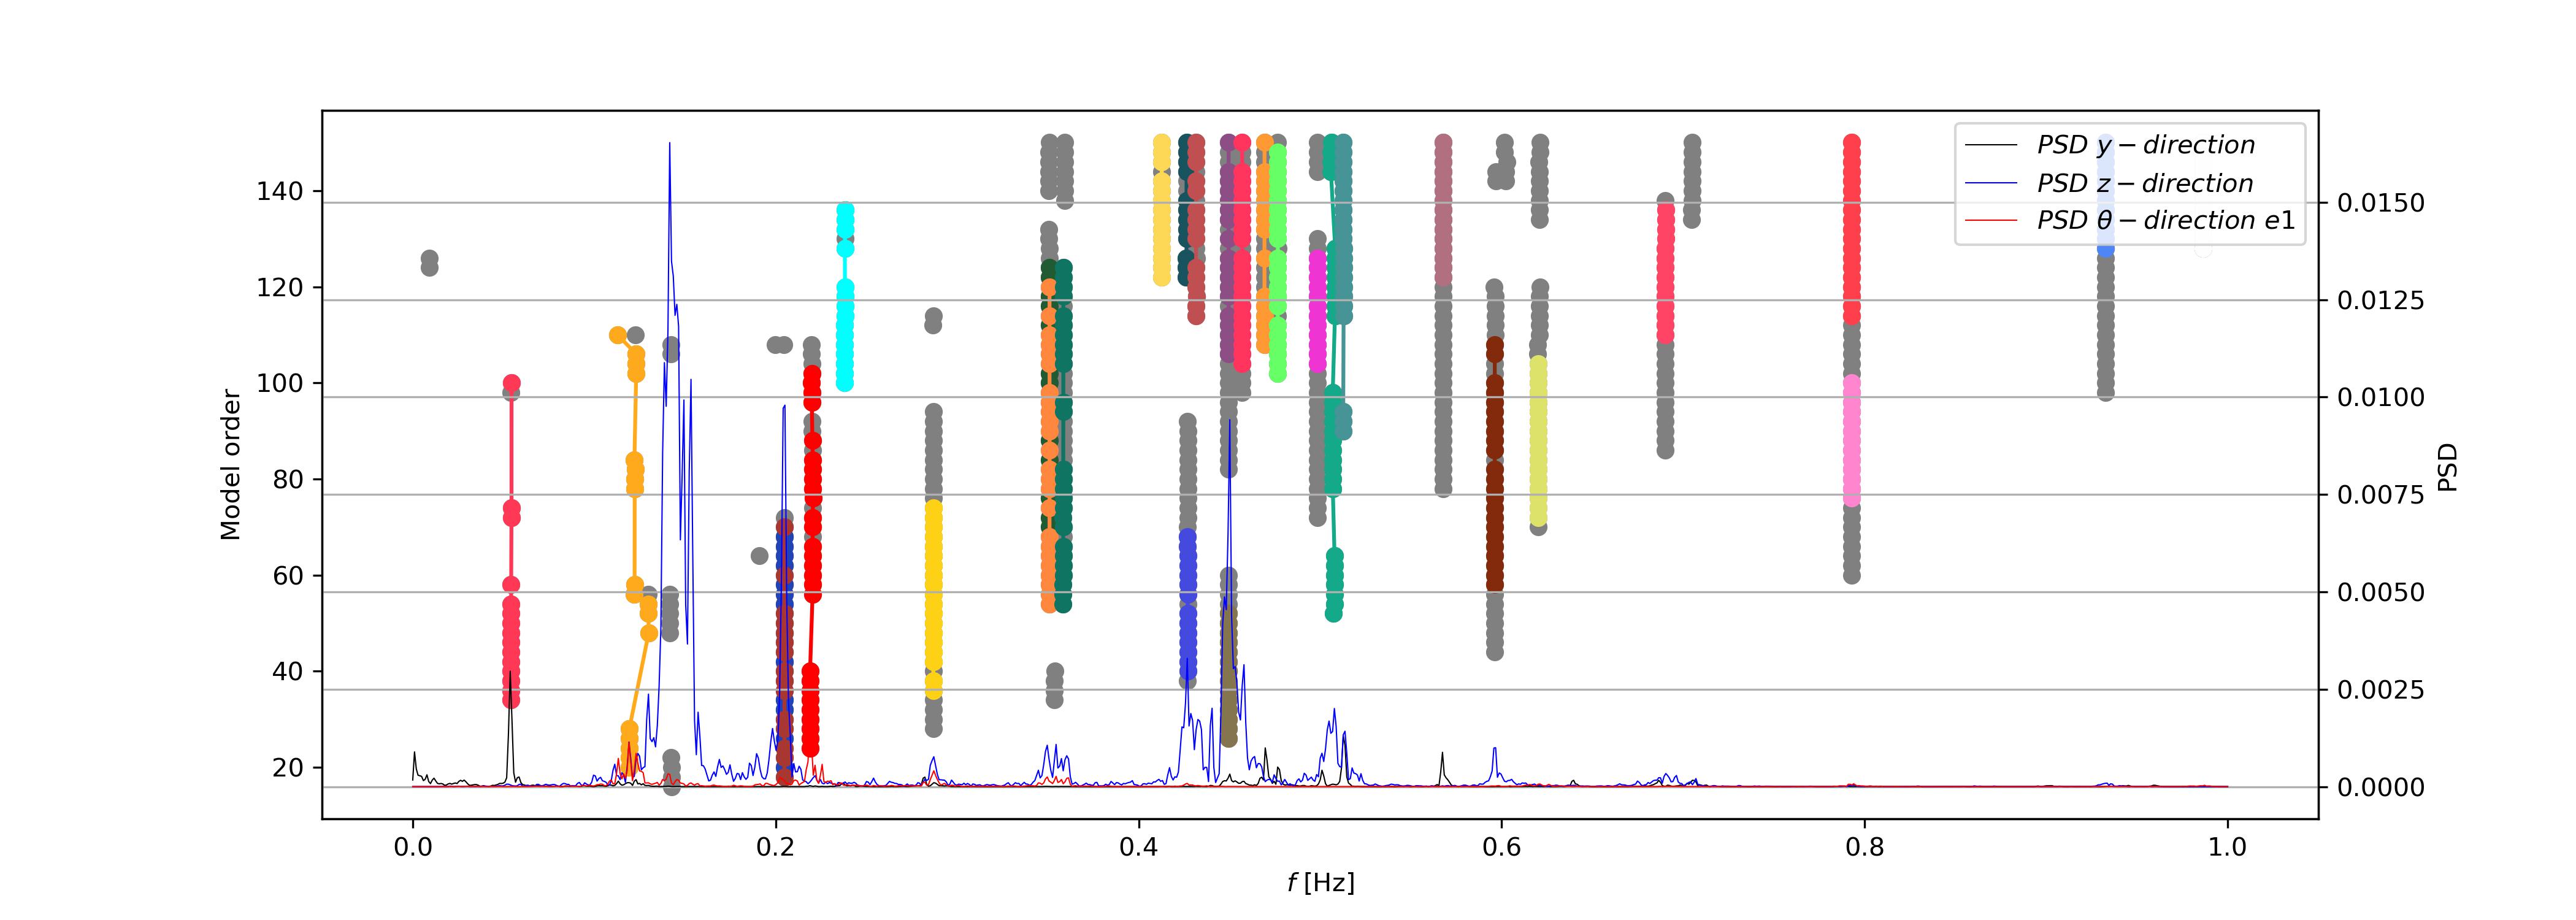 PSD y − direction
PSD z − direction
PSD θ − direction e1
Model order
140
120
100
80
60
40
20
0.0150
0.0125
0.0100
0.0075
0.0050
0.0025
0.0000
PSD
0.0 0.2 0.4 0.6 0.8 1.0
f [Hz]